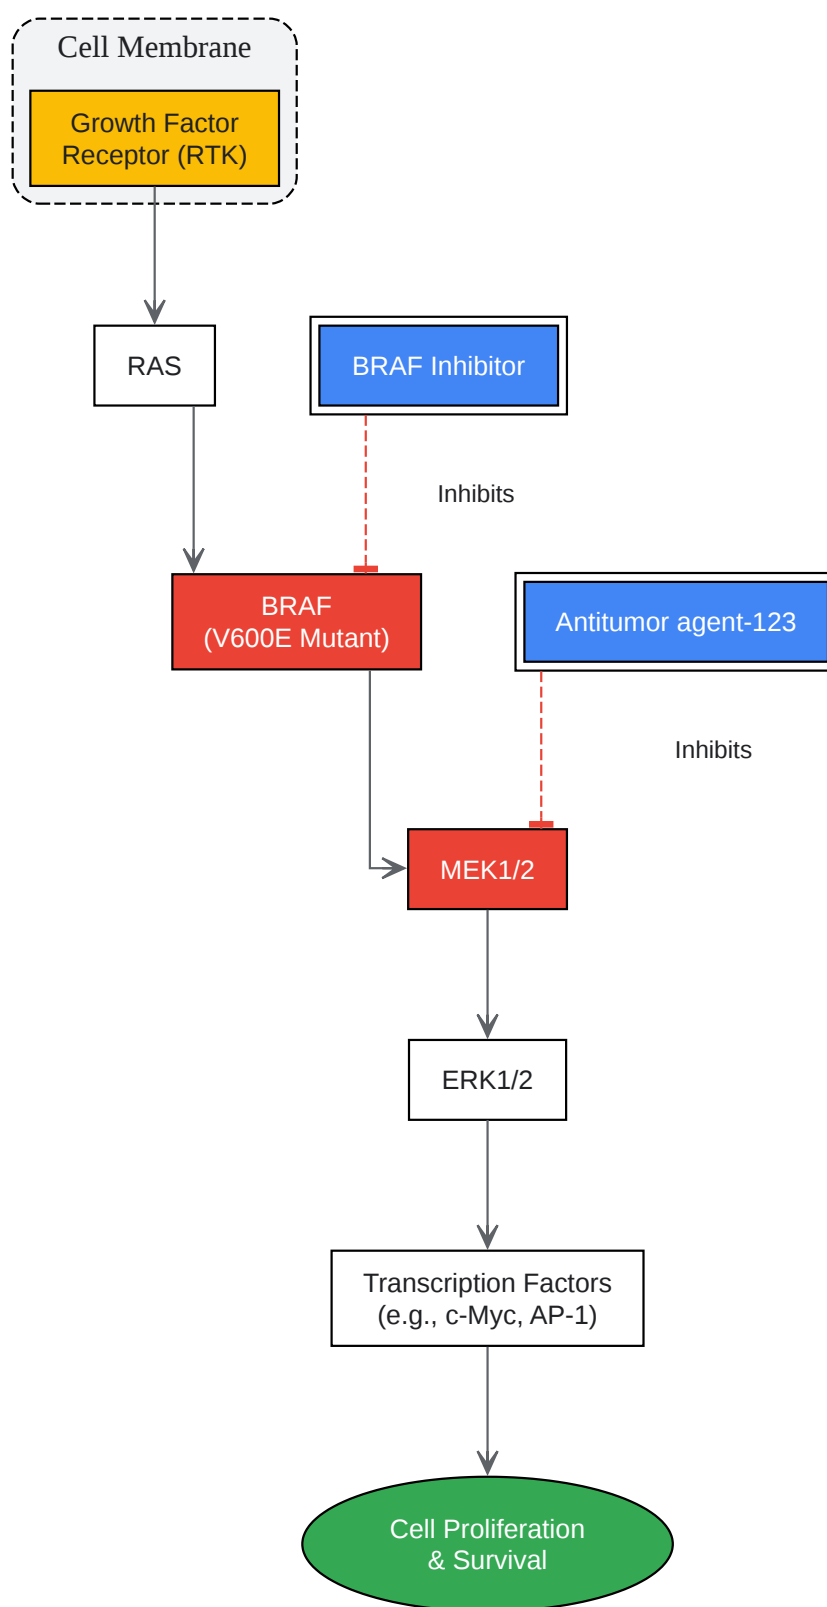 Cell Membrane
Growth Factor
Receptor (RTK)
RAS
BRAF Inhibitor
Inhibits
BRAF
(V600E Mutant)
Antitumor agent-123
Inhibits
MEK1/2
ERK1/2
Transcription Factors
(e.g., c-Myc, AP-1)
Cell Proliferation
& Survival